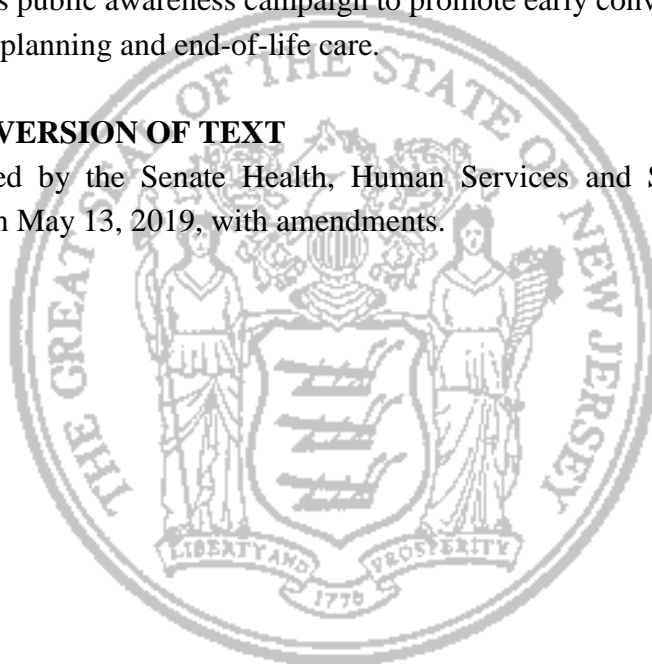 s public awareness campaign to promote early conv
planning and end-of-life care.
VERSION OF TEXT
ed by the Senate Health, Human Services and S
n May 13, 2019, with amendments.
THE GREAT SEAL OF THE STATE OF NEW JERSEY
LIBERTY AND PROSPERITY
1776